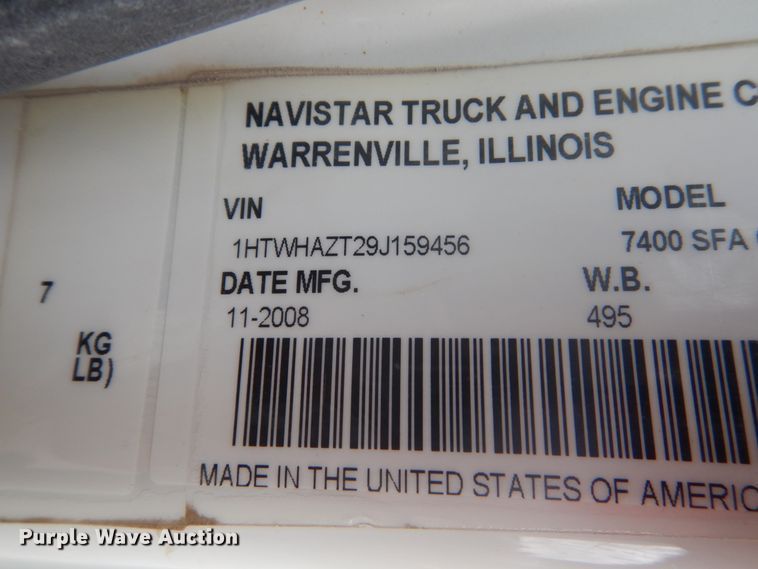 NAVISTAR TRUCK AND ENGINE C
WARRENVILLE, ILLINOIS
VIN MODEL
1HTWHAZT29J159456 7400 SFA
DATE MFG. W.B.
11-2008 495
7
KG
LB)
MADE IN THE UNITED STATES OF AMERIC
Purple Wave Auction